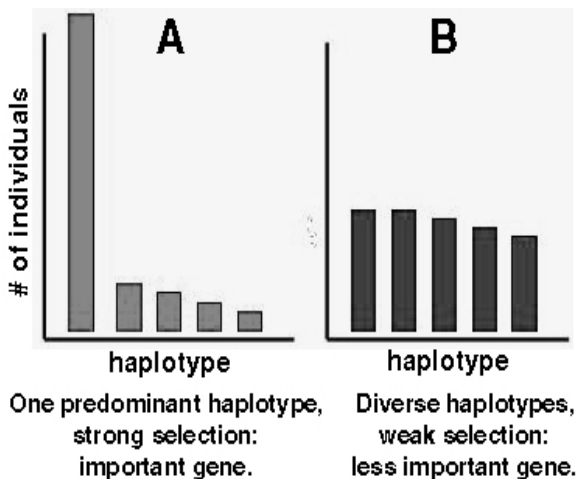 A
B
# of individuals
haplotype
haplotype
One predominant haplotype,
strong selection:
important gene.
Diverse haplotypes,
weak selection:
less important gene.